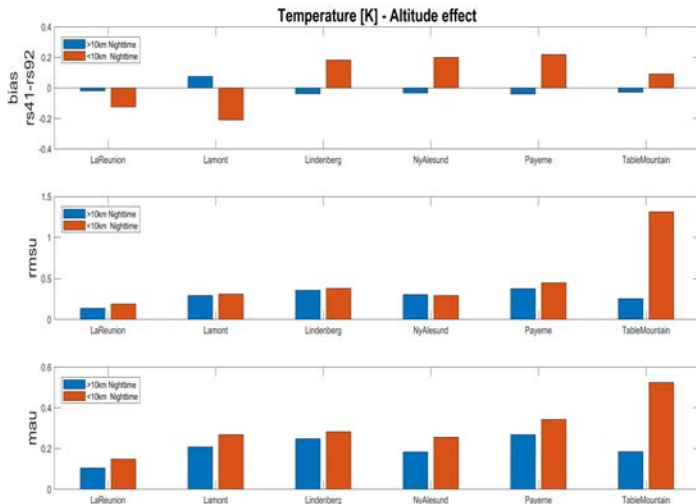 Temperature [K] - Altitude effect
bias
rs41-rs92
0.4
0.2
0
-0.2
-0.4
>10km Nighttime
<10km Nighttime
LaReunion Lamont Lindenberg NyAlesund Payerne TableMountain
rmsu
1.5
1
0.5
0
>10km Nighttime
<10km Nighttime
LaReunion Lamont Lindenberg NyAlesund Payerne TableMountain
mau
0.6
0.4
0.2
0
>10km Nighttime
<10km Nighttime
LaReunion Lamont Lindenberg NyAlesund Payerne TableMountain